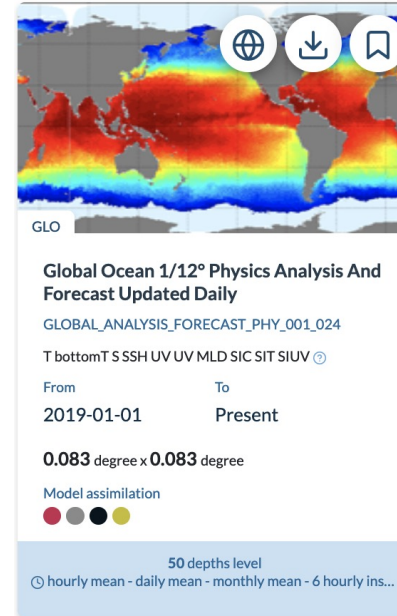 GLO
Global Ocean 1/12° Physics Analysis And
Forecast Updated Daily
GLOBAL_ANALYSIS_FORECAST_PHY_001_024
T bottomT S SSH UV UV MLD SIC SIT SIUV ?
From To
2019-01-01 Present
0.083 degree x 0.083 degree
Model assimilation
50 depths level
hourly mean - daily mean - monthly mean - 6 hourly ins...